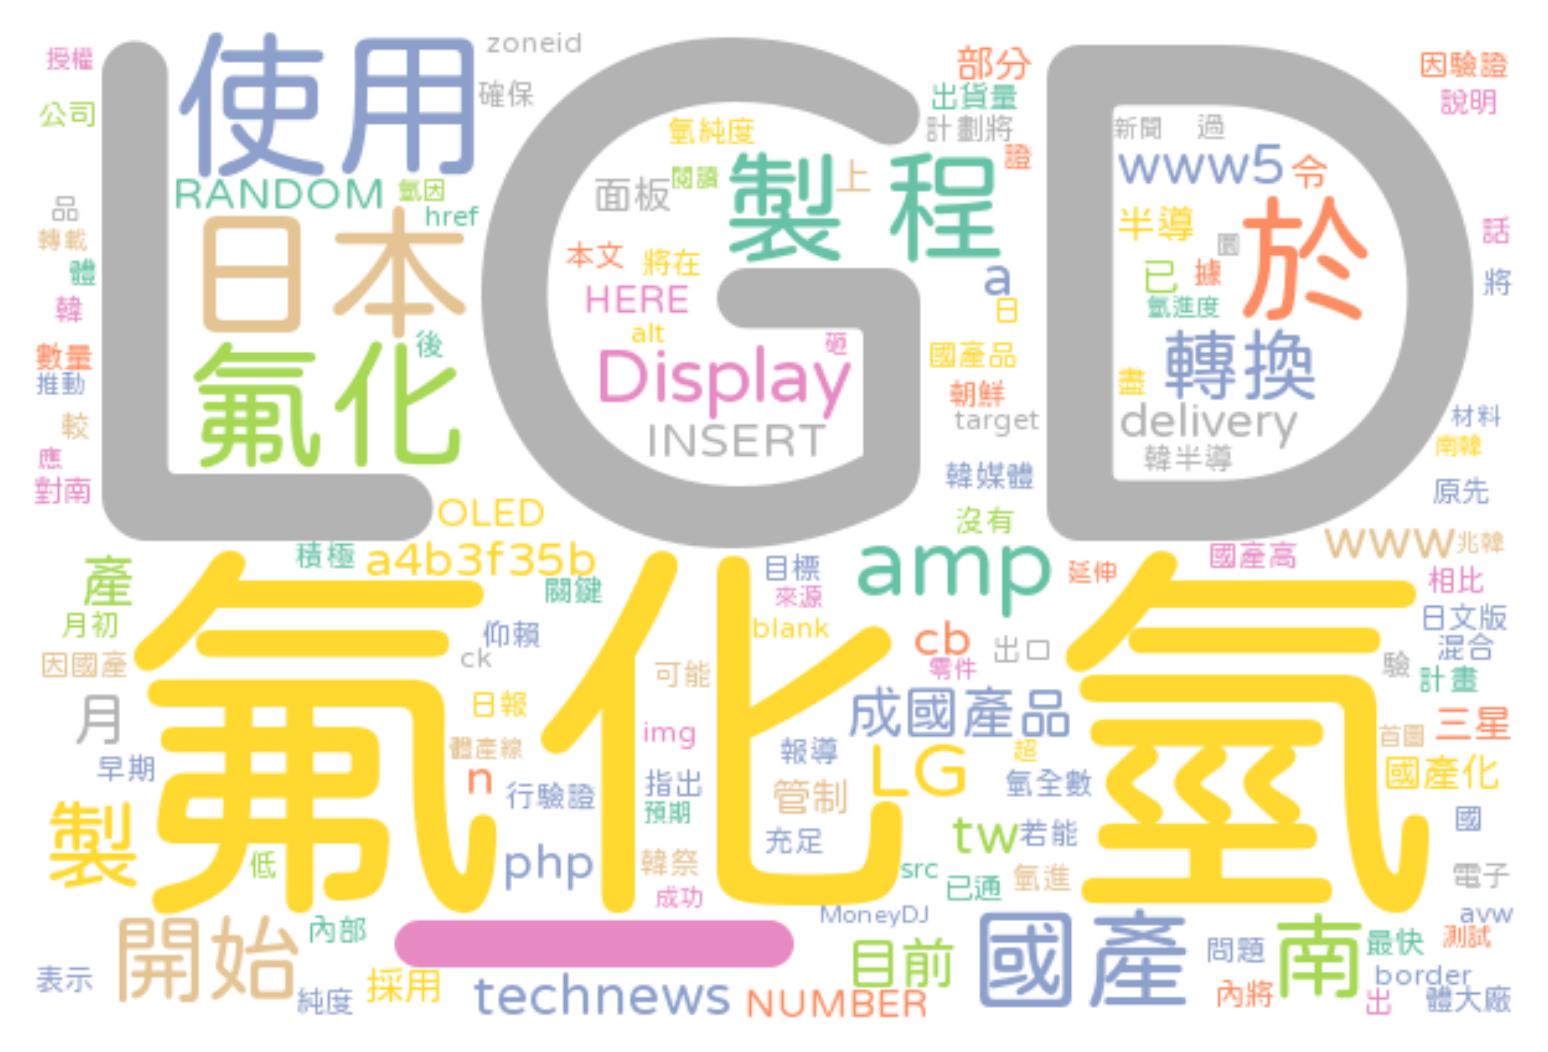 授權 使用 zoneid 部分 因驗證
公司 確保 LGD 出貨量 說明
氫純度 計劃將 新聞 過
RANDOM 氫因 面板 閱讀 製程 上 證 www5 令
品 href 半導 於 話
轉載 日本 本文 將在 圓
體 HERE a 已 據 將
韓 alt 日 氫進度
數量 氟化 後 Display 砸 國產品 轉換
推動 朝鮮 盡
較 INSERT target delivery 材料
應 韓媒體 韓半導 南韓
對南 OLED 沒有 原先
積極 a4b3f35b 目標 amp 延伸 國產高 www 兆韓
產 關鍵 來源 相比
月初 氟化氫 仰賴 blank cb 出口 日文版
因國產 ck 可能 零件 驗 混合
計畫
月 日報 img 成國產品 首圖 三星
早期 體產線 報導 LG 超 國產化
n 行驗證 指出 管制 氫全數
製 預期 充足 tw 若能 國
低 php 韓祭 src 已通 氫進 電子
成功 MoneyDJ avw
開始 內部 目前 國產 問題 南 最快 測試
表示 純度 採用 technews NUMBER 內將 出 border
體大廠